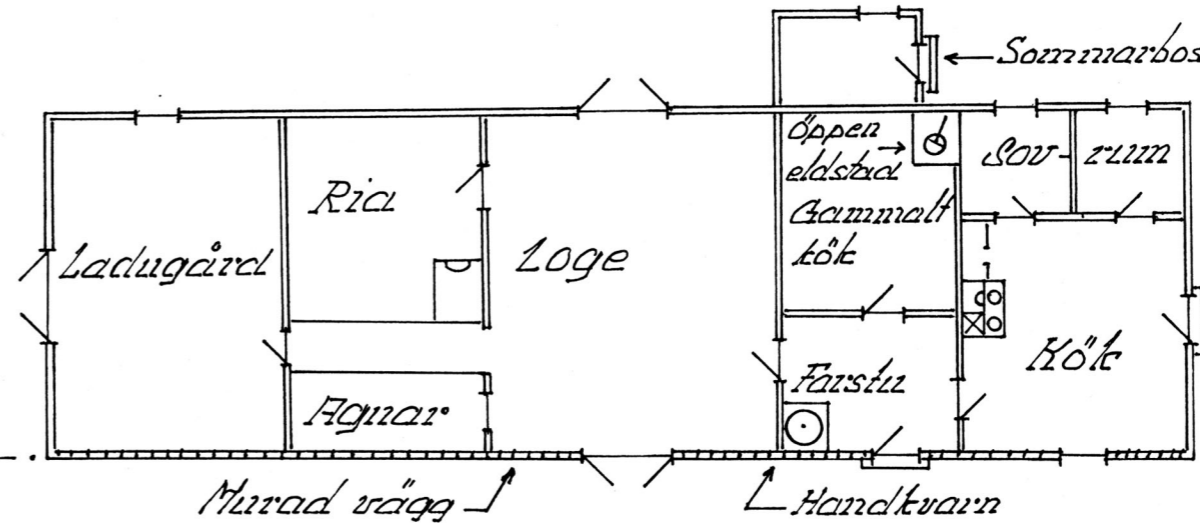 Sommarbos
Öppen
eldstad
Sov- rum
Ria
Gammalt
kök
Ladugård
Loge
Kök
Farstu
Agnar
Murad vägg
Handkvarn